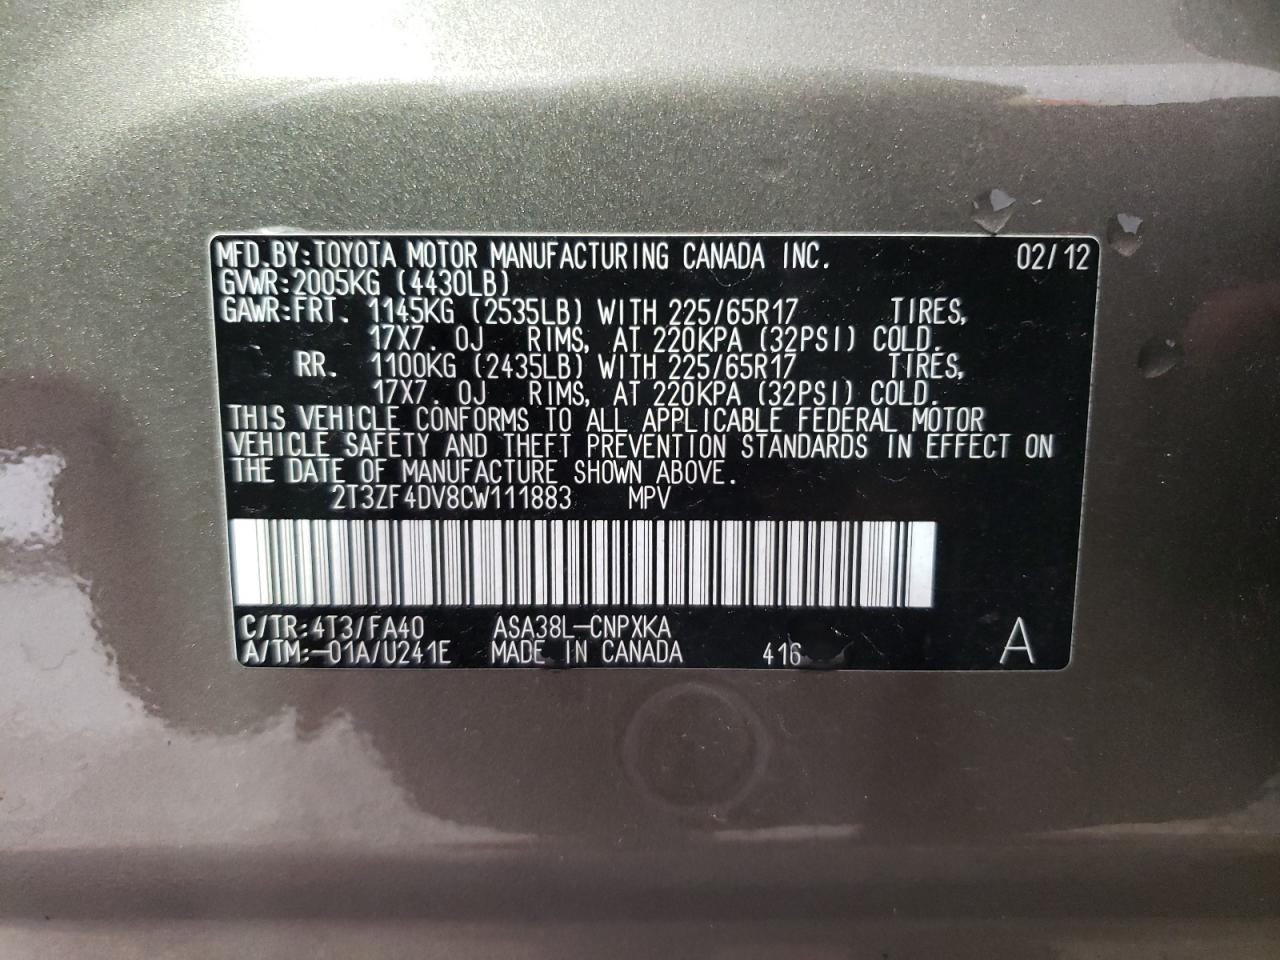 MFD.BY:TOYOTA MOTOR MANUFACTURING CANADA INC. 02/12
GVWR:2005KG (4430LB)
GAWR:FRT. 1145KG (2535LB) WITH 225/65R17 TIRES,
17X7.0J RIMS, AT 220KPA (32PSI) COLD.
RR. 1100KG (2435LB) WITH 225/65R17 TIRES,
17X7.0J RIMS, AT 220KPA (32PSI) COLD.
THIS VEHICLE CONFORMS TO ALL APPLICABLE FEDERAL MOTOR
VEHICLE SAFETY AND THEFT PREVENTION STANDARDS IN EFFECT ON
THE DATE OF MANUFACTURE SHOWN ABOVE.
2T3ZF4DV8CW111883 MPV
C/TR:4T3/FA40 ASA38L-CNPXKA
A/TM:-01A/U241E MADE IN CANADA 416 A